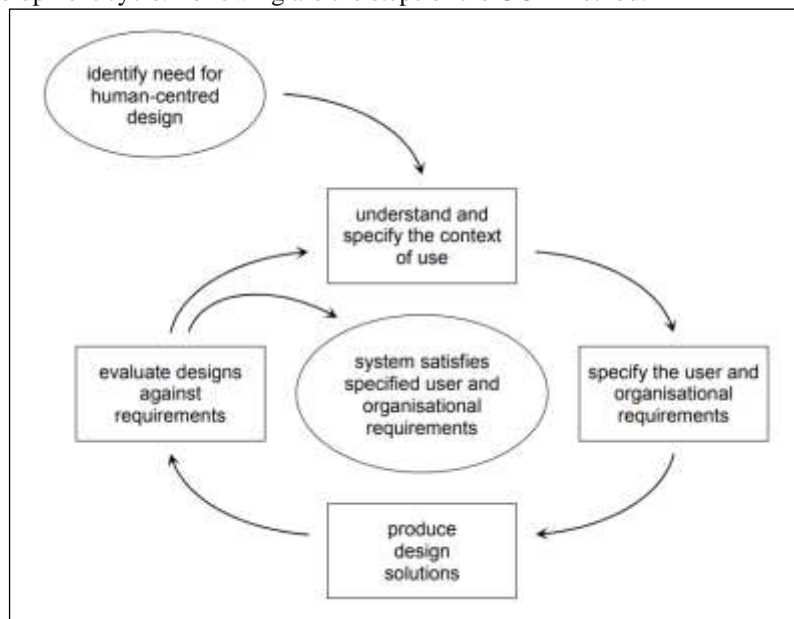 identify need for
human-centred
design
understand and
specify the context
of use
evaluate designs
against
requirements
system satisfies
specified user and
organisational
requirements
specify the user and
organisational
requirements
produce
design
solutions